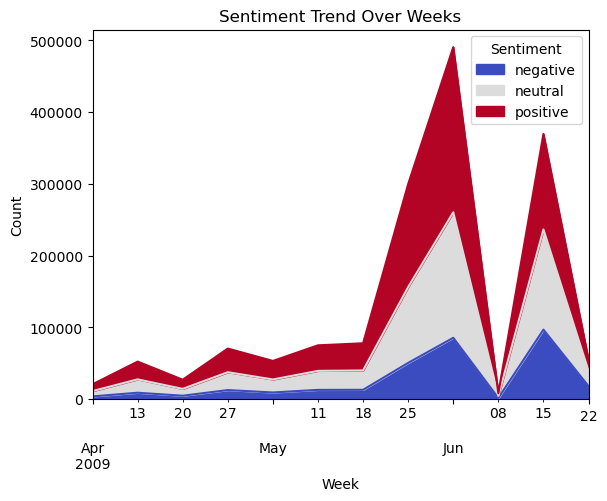 Sentiment Trend Over Weeks
Sentiment
negative
neutral
positive
500000
400000
300000
200000
100000
0
Count
13 20 27 11 18 25 08 15 22
Apr May Jun
2009
Week